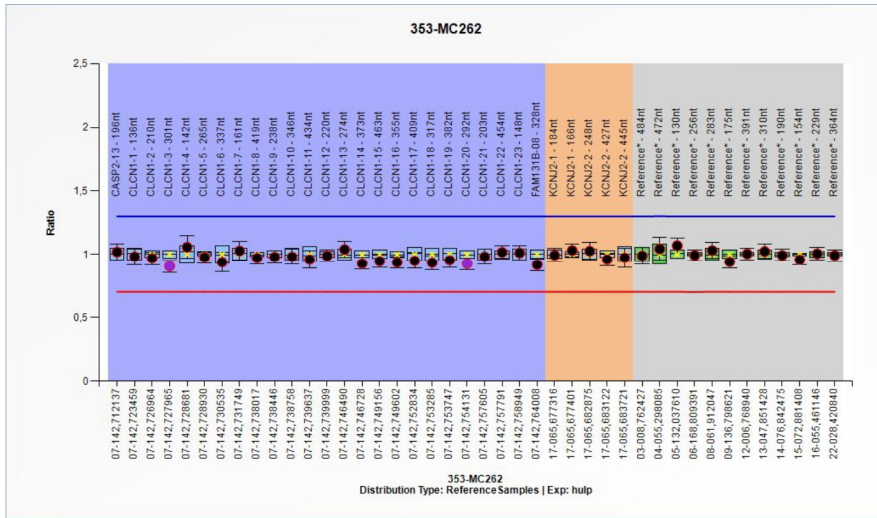 353-MC262
2,5
2
1,5
1
0,5
0
Ratio
CASP2-13 - 196nt
CLCN1-1 - 136nt
CLCN1-2 - 210nt
CLCN1-3 - 301nt
CLCN1-4 - 142nt
CLCN1-5 - 265nt
CLCN1-6 - 337nt
CLCN1-7 - 161nt
CLCN1-8 - 419nt
CLCN1-9 - 238nt
CLCN1-10 - 346nt
CLCN1-11 - 434nt
CLCN1-12 - 220nt
CLCN1-13 - 274nt
CLCN1-14 - 373nt
CLCN1-15 - 463nt
CLCN1-16 - 355nt
CLCN1-17 - 409nt
CLCN1-18 - 317nt
CLCN1-19 - 382nt
CLCN1-20 - 292nt
CLCN1-21 - 203nt
CLCN1-22 - 454nt
CLCN1-23 - 148nt
FAM131B-08 - 328nt
KCNJ2-1 - 184nt
KCNJ2-1 - 166nt
KCNJ2-2 - 248nt
KCNJ2-2 - 427nt
KCNJ2-2 - 445nt
Reference* - 484nt
Reference* - 472nt
Reference* - 130nt
Reference* - 256nt
Reference* - 283nt
Reference* - 175nt
Reference* - 391nt
Reference* - 310nt
Reference* - 190nt
Reference* - 154nt
Reference* - 229nt
Reference* - 364nt
07-142,712137
07-142,723459
07-142,726964
07-142,727965
07-142,728681
07-142,728930
07-142,730535
07-142,731749
07-142,738017
07-142,738446
07-142,738758
07-142,739637
07-142,739999
07-142,746490
07-142,746728
07-142,749156
07-142,749602
07-142,752834
07-142,753285
07-142,753747
07-142,754131
07-142,757605
07-142,757791
07-142,758949
07-142,764008
17-065,677316
17-065,677401
17-065,682875
17-065,683122
17-065,683721
03-008,762427
04-055,298085
05-132,037610
06-168,809391
08-061,912047
09-136,798621
12-006,768940
13-047,851428
14-076,842475
15-072,881408
16-055,461146
22-028,420840
353-MC262
Distribution Type: ReferenceSamples | Exp: hulp